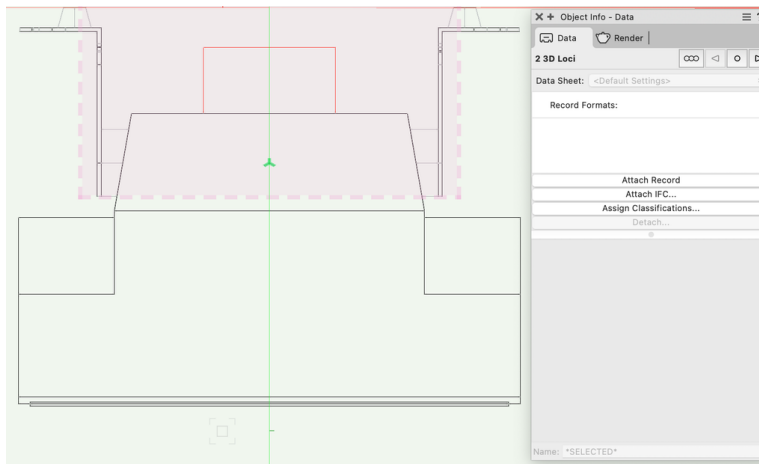 Object Info - Data
Data
Render
2 3D Loci
Data Sheet: <Default Settings>
Record Formats:
Attach Record
Attach IFC...
Assign Classifications...
Detach...
Name: *SELECTED*